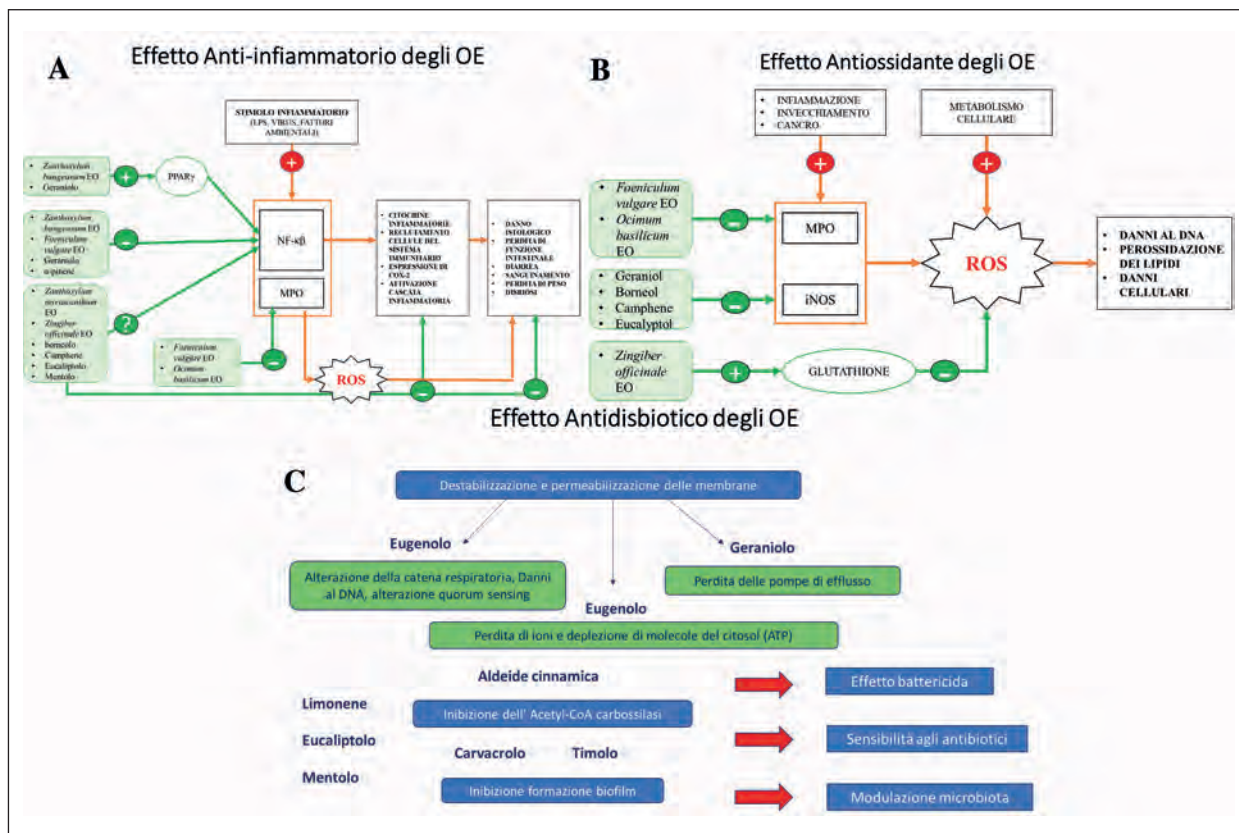 A
Effetto Anti-infiammatorio degli OE
STIMOLO INFIAMMATORIO
(LPS, VIRUS, FATTORI
AMBIENTALI)
+
• Zanthoxylum
bungeanum EO
• Geraniolo
+
PPARγ
• Zanthoxylum
bungeanum EO
• Foeniculum
vulgare EO
• Geraniolo
• α-pinene
−
NF-κβ
MPO
• Zanthoxylum
EO
• Zingiber
officinale EO
• borneolo
• Camphene
• Eucaliptolo
• Mentolo
?
• Foeniculum
vulgare EO
• Ocimum
basilicum EO
−
ROS
• CITOCHINE
INFIAMMATORIE
• RECLUTAMENTO
CELLULE DEL
SISTEMA
IMMUNITARIO
• ESPRESSIONE DI
COX-2
• ATTIVAZIONE
CASCATA
INFIAMMATORIA
• DANNO
ISTOLOGICO
• PERDITA DI
FUNZIONE
INTESTINALE
• DIARREA
• SANGUINAMENTO
• PERDITA DI PESO
• DISBIOSI
−
−
B
Effetto Antiossidante degli OE
• INFIAMMAZIONE
• INVECCHIAMENTO
• CANCRO
METABOLISMO
CELLULARE
+
+
• Foeniculum
vulgare EO
• Ocimum
basilicum
EO
−
MPO
• Geraniol
• Borneol
• Camphene
• Eucalyptol
−
iNOS
ROS
• DANNI AL DNA
• PEROSSIDAZIONE
DEI LIPIDI
• DANNI
CELLULARI
• Zingiber
officinale
EO
+
GLUTATHIONE
−
Effetto Antidisbiotico degli OE
C
Destabilizzazione e permeabilizzazione delle membrane
Eugenolo
Geraniolo
Alterazione della catena respiratoria, Danni
al DNA, alterazione quorum sensing
Perdita delle pompe di efflusso
Eugenolo
Perdita di ioni e deplezione di molecole del citosol (ATP)
Aldeide cinnamica
Effetto battericida
Limonene
Inibizione dell' Acetyl-CoA carbossilasi
Eucaliptolo
Sensibilità agli antibiotici
Carvacrolo Timolo
Mentolo
Inibizione formazione biofilm
Modulazione microbiota